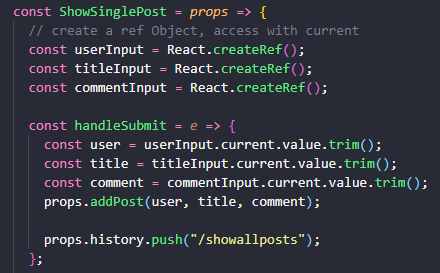 const ShowSinglePost = props => {
// create a ref Object, access with current
const userInput = React.createRef();
const titleInput = React.createRef();
const commentInput = React.createRef();
const handleSubmit = e => {
const user = userInput.current.value.trim();
const title = titleInput.current.value.trim();
const comment = commentInput.current.value.trim();
props.addPost(user, title, comment);
props.history.push("/showallposts");
};